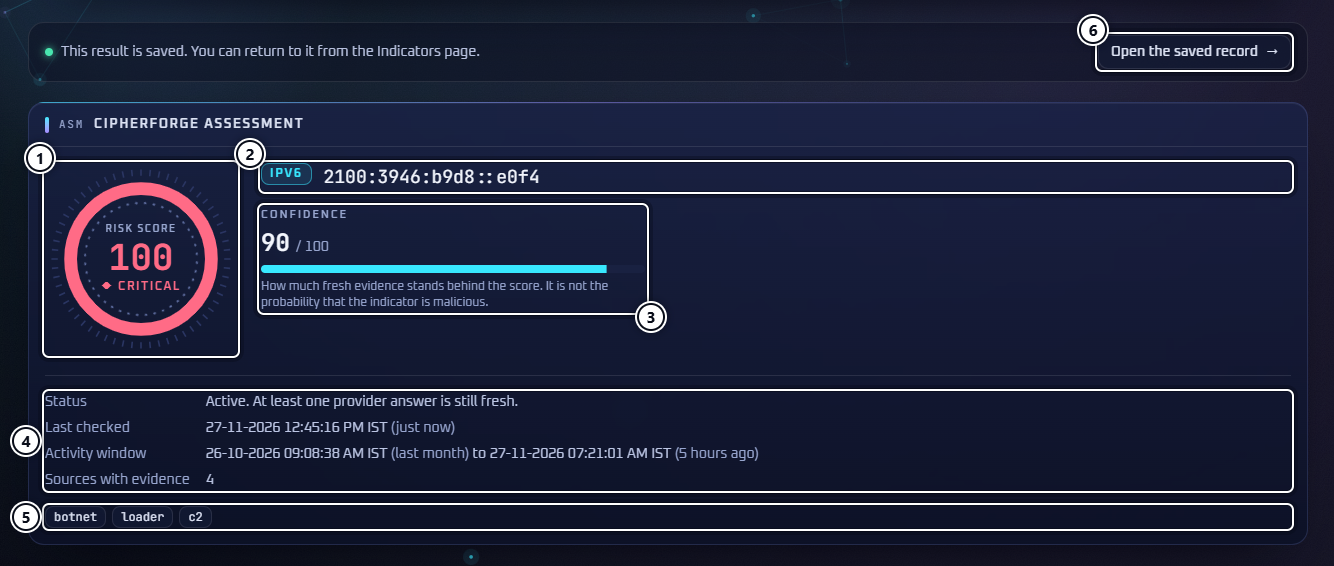 6
This result is saved. You can return to it from the Indicators page.
Open the saved record →
ASM CIPHERFORGE ASSESSMENT
1
2
RISK SCORE
100
CRITICAL
IPV6 2100:3946:b9d8::e0f4
CONFIDENCE
90 / 100
How much fresh evidence stands behind the score. It is not the
probability that the indicator is malicious.
3
4
Status Active. At least one provider answer is still fresh.
Last checked 27-11-2026 12:45:16 PM IST (just now)
Activity window 26-10-2026 09:08:38 AM IST (last month) to 27-11-2026 07:21:01 AM IST (5 hours ago)
Sources with evidence 4
5
botnet loader c2